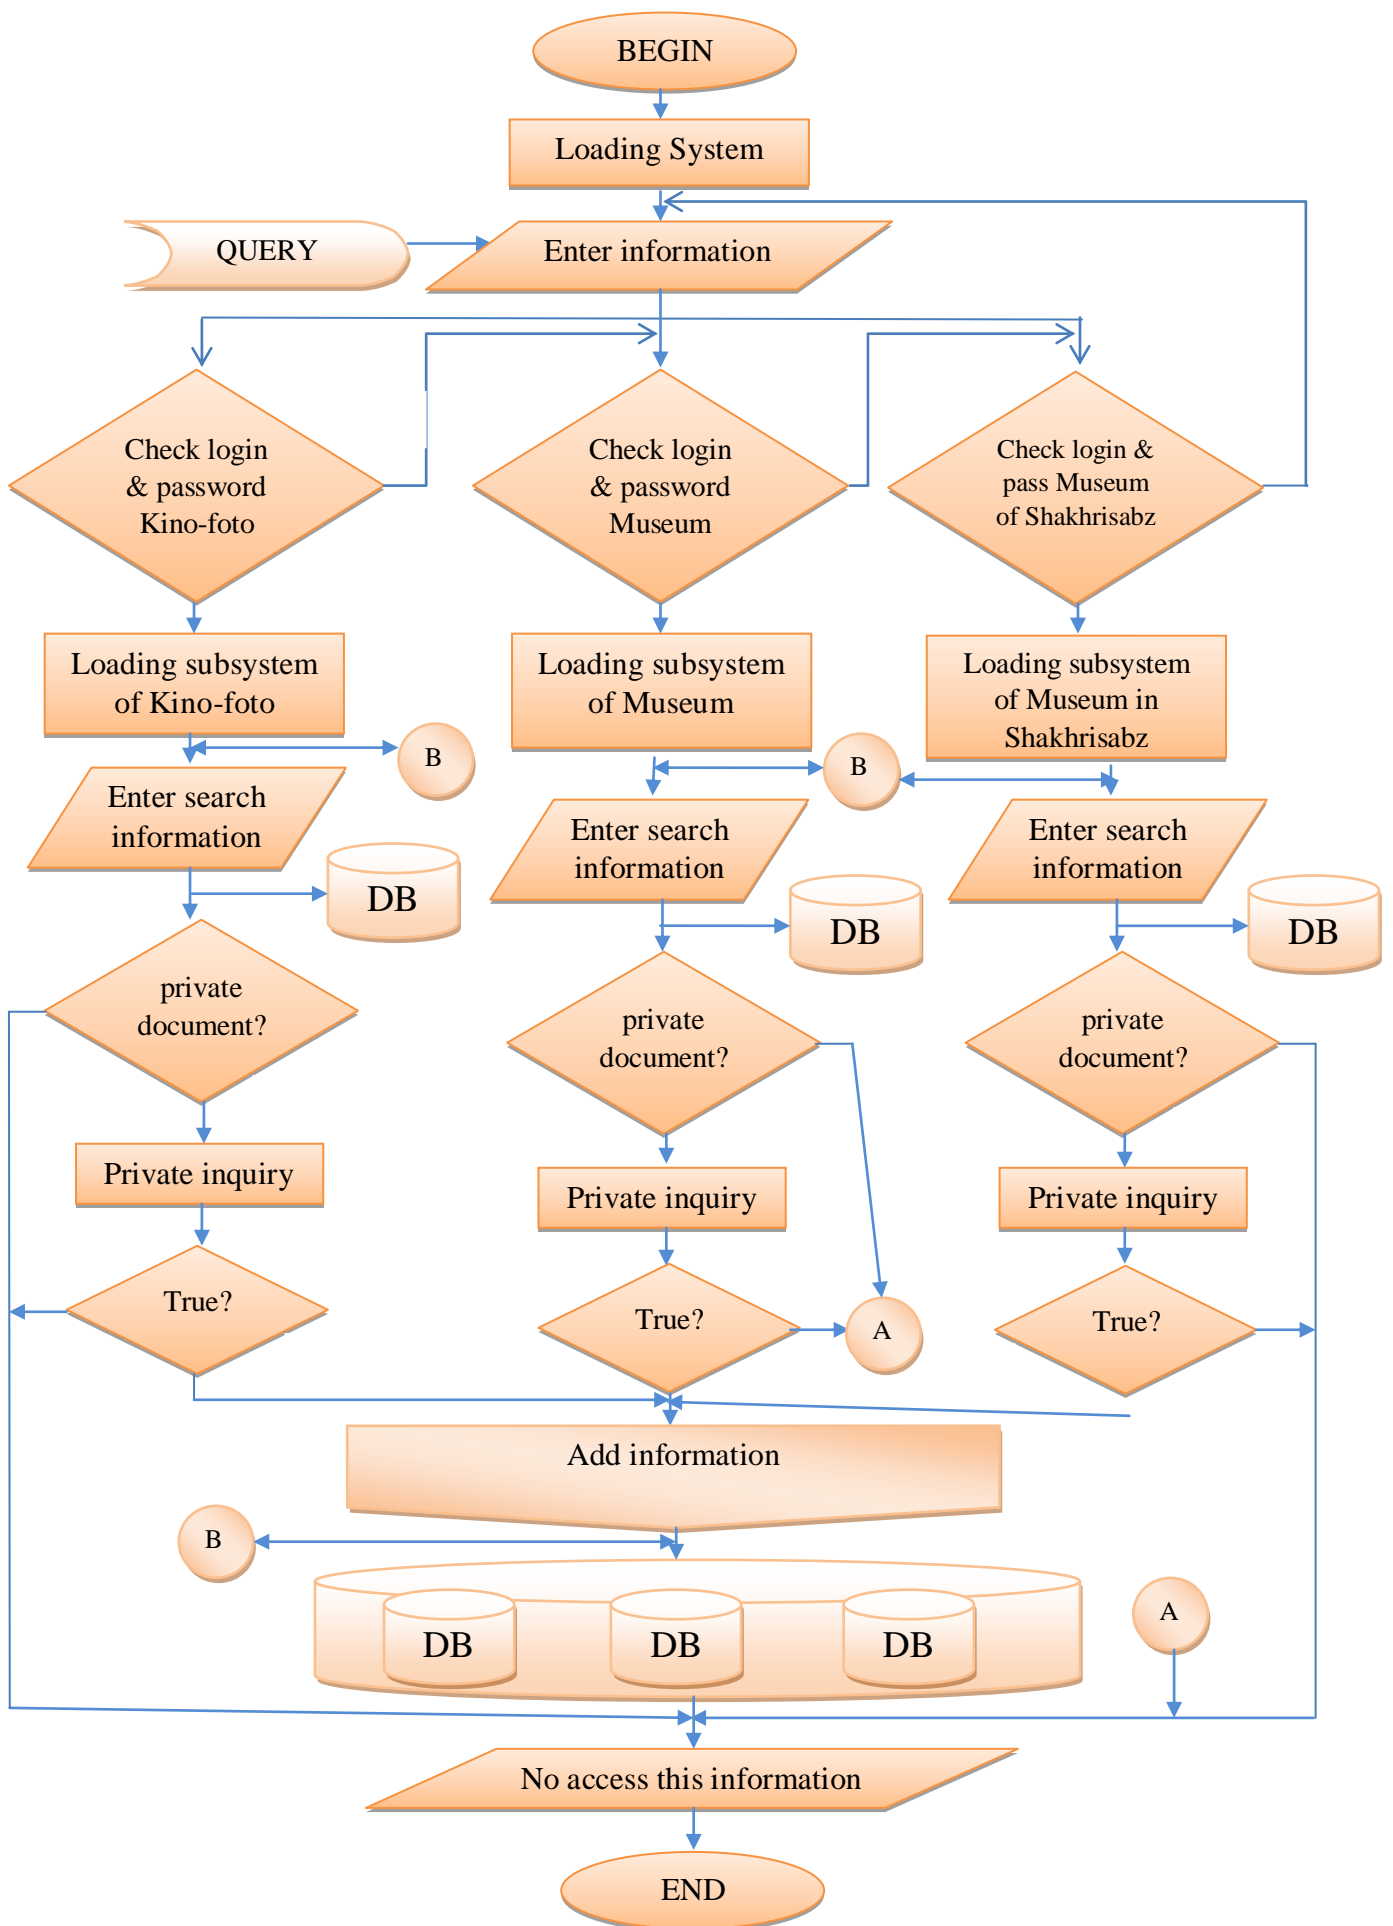 BEGIN
Loading System
QUERY
Enter information
Check login
& password
Kino-foto
Check login
& password
Museum
Check login &
pass Museum
of Shakhrisabz
Loading subsystem
of Kino-foto
Loading subsystem
of Museum
Loading subsystem
of Museum in
Shakhrisabz
B
B
Enter search
information
Enter search
information
Enter search
information
DB
DB
DB
private
document?
private
document?
private
document?
Private inquiry
Private inquiry
Private inquiry
True?
True?
A
True?
Add information
B
DB
DB
DB
A
No access this information
END